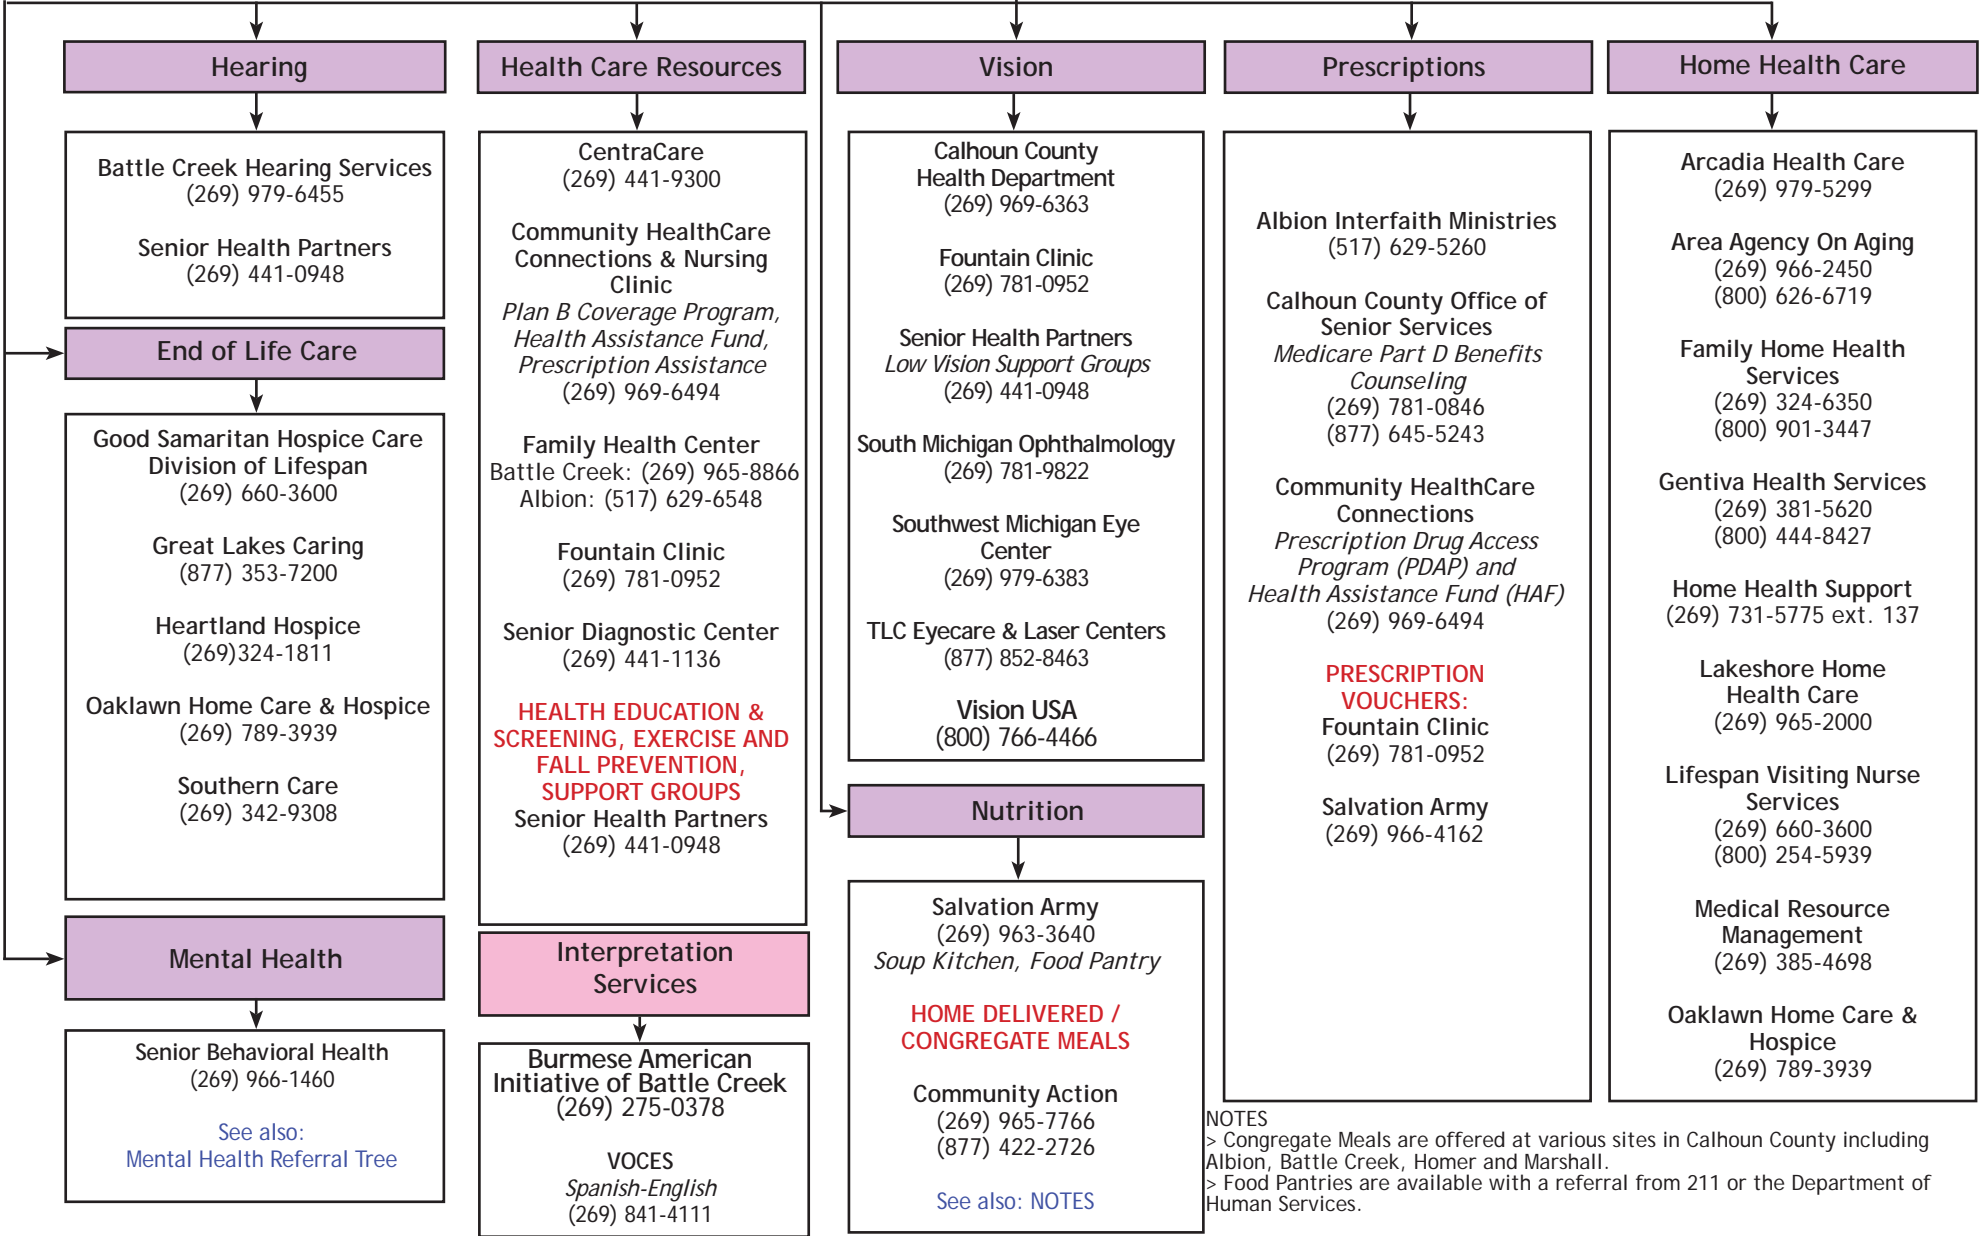 Hearing
Battle Creek Hearing Services
(269) 979-6455
Senior Health Partners
(269) 441-0948
End of Life Care
Good Samaritan Hospice Care
Division of Lifespan
(269) 660-3600
Great Lakes Caring
(877) 353-7200
Heartland Hospice
(269)324-1811
Oaklawn Home Care & Hospice
(269) 789-3939
Southern Care
(269) 342-9308
Mental Health
Senior Behavioral Health
(269) 966-1460
See also:
Mental Health Referral Tree
Health Care Resources
CentraCare
(269) 441-9300
Community HealthCare
Connections & Nursing
Clinic
Plan B Coverage Program,
Health Assistance Fund,
Prescription Assistance
(269) 969-6494
Family Health Center
Battle Creek: (269) 965-8866
Albion: (517) 629-6548
Fountain Clinic
(269) 781-0952
Senior Diagnostic Center
(269) 441-1136
HEALTH EDUCATION &
SCREENING, EXERCISE AND
FALL PREVENTION,
SUPPORT GROUPS
Senior Health Partners
(269) 441-0948
Interpretation
Services
Burmese American
Initiative of Battle Creek
(269) 275-0378
VOCES
Spanish-English
(269) 841-4111
Vision
Calhoun County
Health Department
(269) 969-6363
Fountain Clinic
(269) 781-0952
Senior Health Partners
Low Vision Support Groups
(269) 441-0948
South Michigan Ophthalmology
(269) 781-9822
Southwest Michigan Eye
Center
(269) 979-6383
TLC Eyecare & Laser Centers
(877) 852-8463
Vision USA
(800) 766-4466
Nutrition
Salvation Army
(269) 963-3640
Soup Kitchen, Food Pantry
HOME DELIVERED /
CONGREGATE MEALS
Community Action
(269) 965-7766
(877) 422-2726
See also: NOTES
Prescriptions
Albion Interfaith Ministries
(517) 629-5260
Calhoun County Office of
Senior Services
Medicare Part D Benefits
Counseling
(269) 781-0846
(877) 645-5243
Community HealthCare
Connections
Prescription Drug Access
Program (PDAP) and
Health Assistance Fund (HAF)
(269) 969-6494
PRESCRIPTION
VOUCHERS:
Fountain Clinic
(269) 781-0952
Salvation Army
(269) 966-4162
Home Health Care
Arcadia Health Care
(269) 979-5299
Area Agency On Aging
(269) 966-2450
(800) 626-6719
Family Home Health
Services
(269) 324-6350
(800) 901-3447
Gentiva Health Services
(269) 381-5620
(800) 444-8427
Home Health Support
(269) 731-5775 ext. 137
Lakeshore Home
Health Care
(269) 965-2000
Lifespan Visiting Nurse
Services
(269) 660-3600
(800) 254-5939
Medical Resource
Management
(269) 385-4698
Oaklawn Home Care &
Hospice
(269) 789-3939
NOTES
> Congregate Meals are offered at various sites in Calhoun County including
Albion, Battle Creek, Homer and Marshall.
> Food Pantries are available with a referral from 211 or the Department of
Human Services.